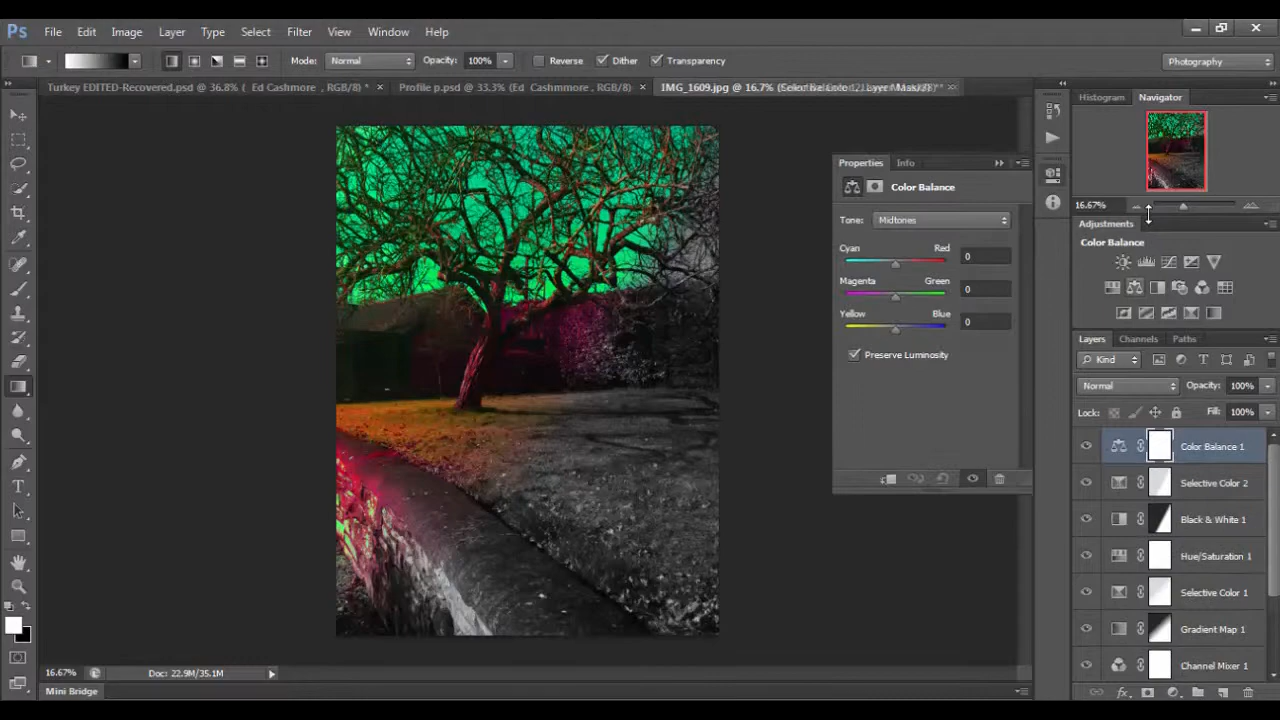 Ps File Edit Image Layer Type Select Filter View Window Help
Mode: Normal Opacity: 100% Reverse Dither Transparency Photography
Turkey EDITED-Recovered.psd @ 36.8% ( Ed Cashmore , RGB/8) * × Profile p.psd @ 33.3% (Ed Cashmore , RGB/8) × IMG_1609.jpg @ 16.7%
Histogram Navigator
16.67%
Properties Info
Color Balance
Tone: Midtones
Cyan Red 0
Magenta Green 0
Yellow Blue 0
Preserve Luminosity
Adjustments
Color Balance
Layers Channels Paths
Kind
Normal Opacity: 100%
Lock: Fill: 100%
Color Balance 1
Selective Color 2
Black & White 1
Hue/Saturation 1
Selective Color 1
Gradient Map 1
Channel Mixer 1
16.67% Doc: 22.9M/35.1M
Mini Bridge